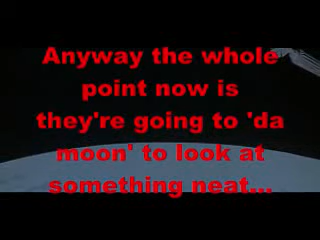 Anyway the whole
point now is
they're going to 'da
moon' to look at
something neat...